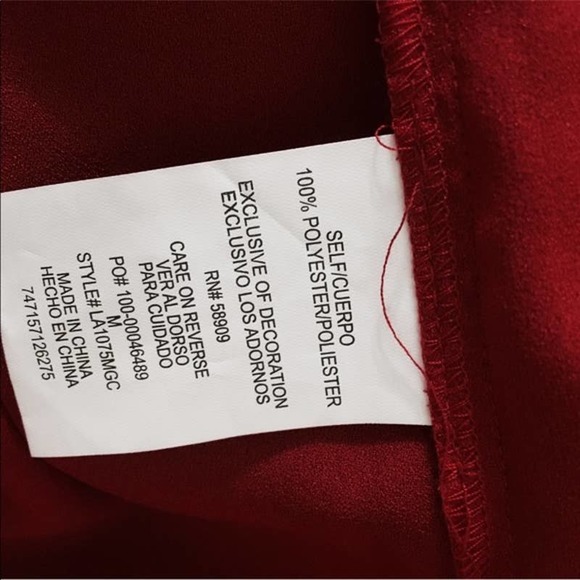 SELF/CUERPO
100% POLYESTER/POLIESTER
EXCLUSIVE OF DECORATION
EXCLUSIVO LOS ADORNOS
RN# 58909
CARE ON REVERSE
VER AL DORSO
PARA CUIDADO
M
PO# 100-00046489
STYLE# LA1075MGC
MADE IN CHINA
HECHO EN CHINA
747157126275